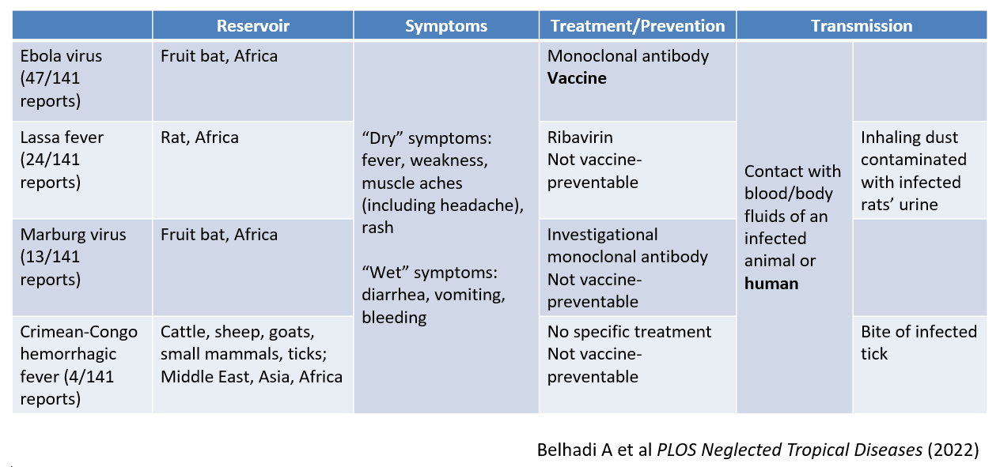 Reservoir
Symptoms
Treatment/Prevention
Transmission
Ebola virus
(47/141
reports)
Fruit bat, Africa
Monoclonal antibody
Vaccine
Lassa fever
(24/141
reports)
Rat, Africa
“Dry” symptoms:
fever, weakness,
muscle aches
(including headache),
rash
“Wet” symptoms:
diarrhea, vomiting,
bleeding
Ribavirin
Not vaccine-
preventable
Contact with
blood/body
fluids of an
infected
animal or
human
Inhaling dust
contaminated
with infected
rats’ urine
Marburg virus
(13/141
reports)
Fruit bat, Africa
Investigational
monoclonal antibody
Not vaccine-
preventable
Crimean-Congo
hemorrhagic
fever (4/141
reports)
Cattle, sheep, goats,
small mammals, ticks;
Middle East, Asia, Africa
No specific treatment
Not vaccine-
preventable
Bite of infected
tick
Belhadi A et al PLOS Neglected Tropical Diseases (2022)